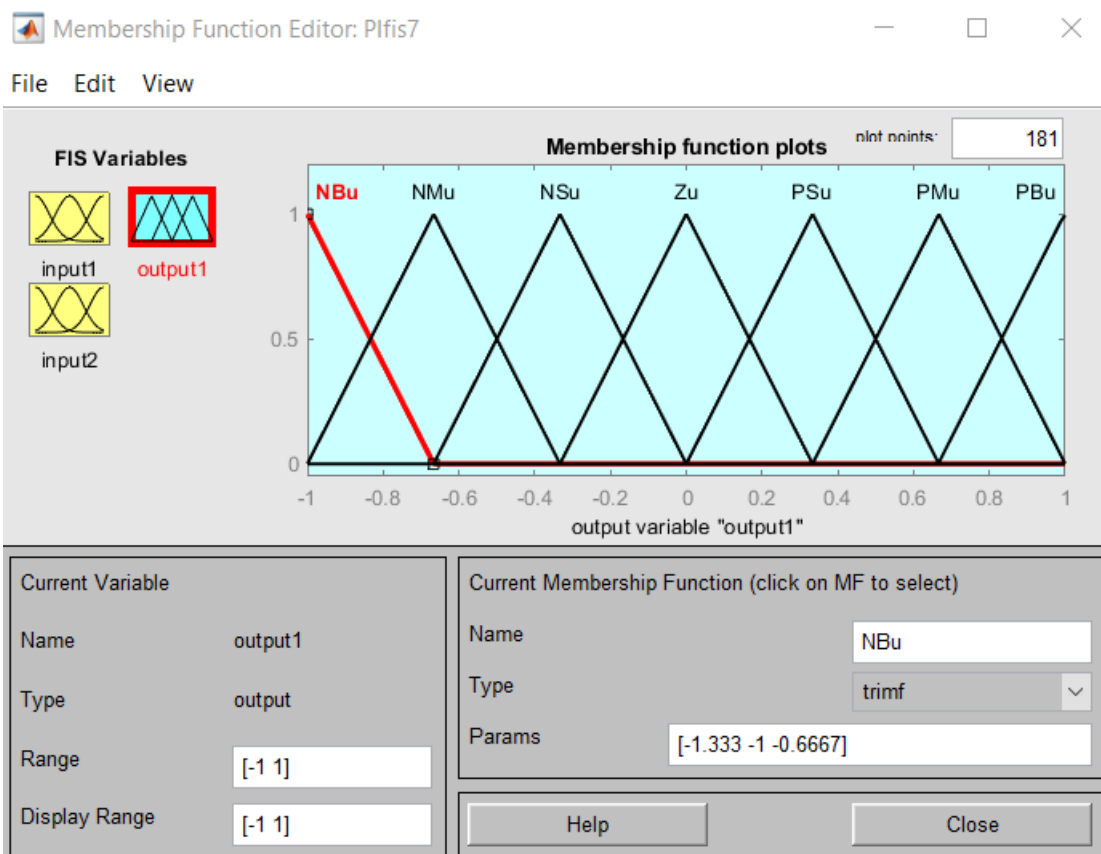 Membership Function Editor: PIfis7
File Edit View
FIS Variables
Membership function plots
plot points:
181
input1
output1
input2
NBu
NMu
NSu
Zu
PSu
PMu
PBu
1
0.5
0
-1
-0.8
-0.6
-0.4
-0.2
0
0.2
0.4
0.6
0.8
1
output variable "output1"
Current Variable
Name output1
Type output
Range [-1 1]
Display Range [-1 1]
Current Membership Function (click on MF to select)
Name NBu
Type trimf
Params [-1.333 -1 -0.6667]
Help
Close